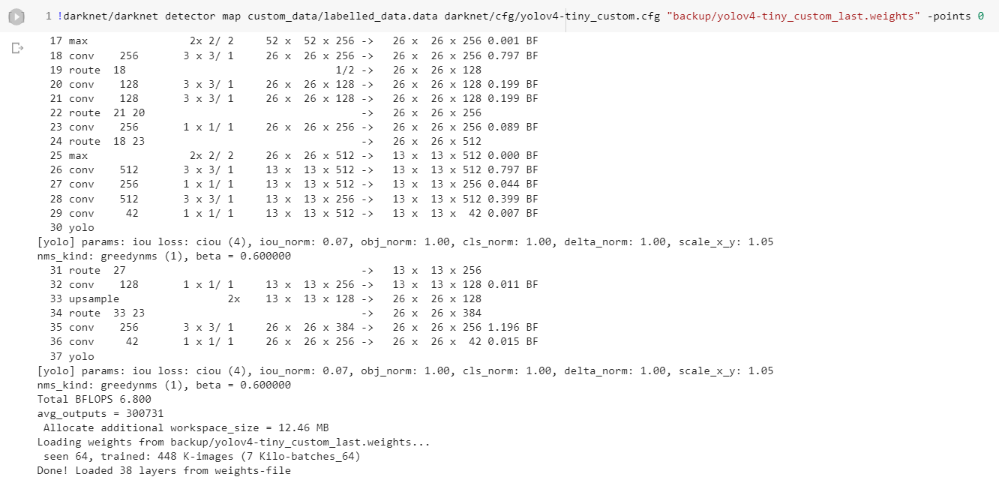 1 !darknet/darknet detector map custom_data/labelled_data.data darknet/cfg/yolov4-tiny_custom.cfg "backup/yolov4-tiny_custom_last.weights" -points 0
17 max                2x 2/ 2     52 x  52 x 256 ->   26 x  26 x 256 0.001 BF
18 conv    256       3 x 3/ 1     26 x  26 x 256 ->   26 x  26 x 256 0.797 BF
19 route  18                                 1/2 ->   26 x  26 x 128
20 conv    128       3 x 3/ 1     26 x  26 x 128 ->   26 x  26 x 128 0.199 BF
21 conv    128       3 x 3/ 1     26 x  26 x 128 ->   26 x  26 x 128 0.199 BF
22 route  21 20                                  ->   26 x  26 x 256
23 conv    256       1 x 1/ 1     26 x  26 x 256 ->   26 x  26 x 256 0.089 BF
24 route  18 23                                  ->   26 x  26 x 512
25 max                2x 2/ 2     26 x  26 x 512 ->   13 x  13 x 512 0.000 BF
26 conv    512       3 x 3/ 1     13 x  13 x 512 ->   13 x  13 x 512 0.797 BF
27 conv    256       1 x 1/ 1     13 x  13 x 512 ->   13 x  13 x 256 0.044 BF
28 conv    512       3 x 3/ 1     13 x  13 x 256 ->   13 x  13 x 512 0.399 BF
29 conv     42       1 x 1/ 1     13 x  13 x 512 ->   13 x  13 x  42 0.007 BF
30 yolo
[yolo] params: iou loss: ciou (4), iou_norm: 0.07, obj_norm: 1.00, cls_norm: 1.00, delta_norm: 1.00, scale_x_y: 1.05
nms_kind: greedynms (1), beta = 0.600000
31 route  27                                     ->   13 x  13 x 256
32 conv    128       1 x 1/ 1     13 x  13 x 256 ->   13 x  13 x 128 0.011 BF
33 upsample                 2x    13 x  13 x 128 ->   26 x  26 x 128
34 route  33 23                                  ->   26 x  26 x 384
35 conv    256       3 x 3/ 1     26 x  26 x 384 ->   26 x  26 x 256 1.196 BF
36 conv     42       1 x 1/ 1     26 x  26 x 256 ->   26 x  26 x  42 0.015 BF
37 yolo
[yolo] params: iou loss: ciou (4), iou_norm: 0.07, obj_norm: 1.00, cls_norm: 1.00, delta_norm: 1.00, scale_x_y: 1.05
nms_kind: greedynms (1), beta = 0.600000
Total BFLOPS 6.800
avg_outputs = 300731
Allocate additional workspace_size = 12.46 MB
Loading weights from backup/yolov4-tiny_custom_last.weights...
seen 64, trained: 448 K-images (7 Kilo-batches_64)
Done! Loaded 38 layers from weights-file